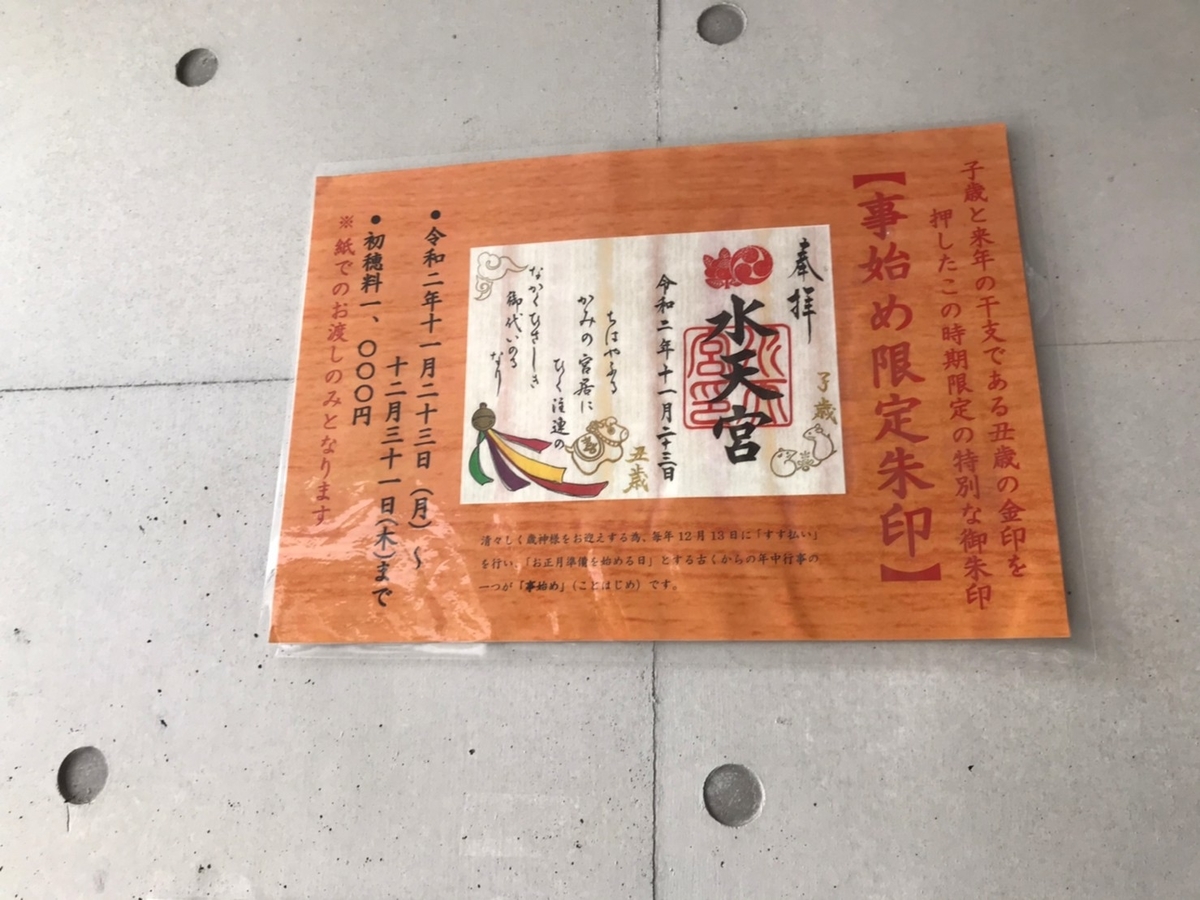 子歳と来年の干支である丑歳の金印を
押したこの時期限定の特別な御朱印
【事始め限定朱印】
奉拝
子歳
水天宮
令和二年十一月二十三日
丑歳
ちはやふる
かみの宮居に
ひく注連の
なかくひさしき
御代いのる
なり
清々しく歳神様をお迎えする為、毎年12月13日に「すす払い」
を行い、「お正月準備を始める日」とする古くからの年中行事の
一つが「事始め」（ことはじめ）です。
●令和二年十一月二十三日（月）～
十二月三十一日（木）まで
●初穂料一、〇〇〇円
※紙でのお渡しのみとなります